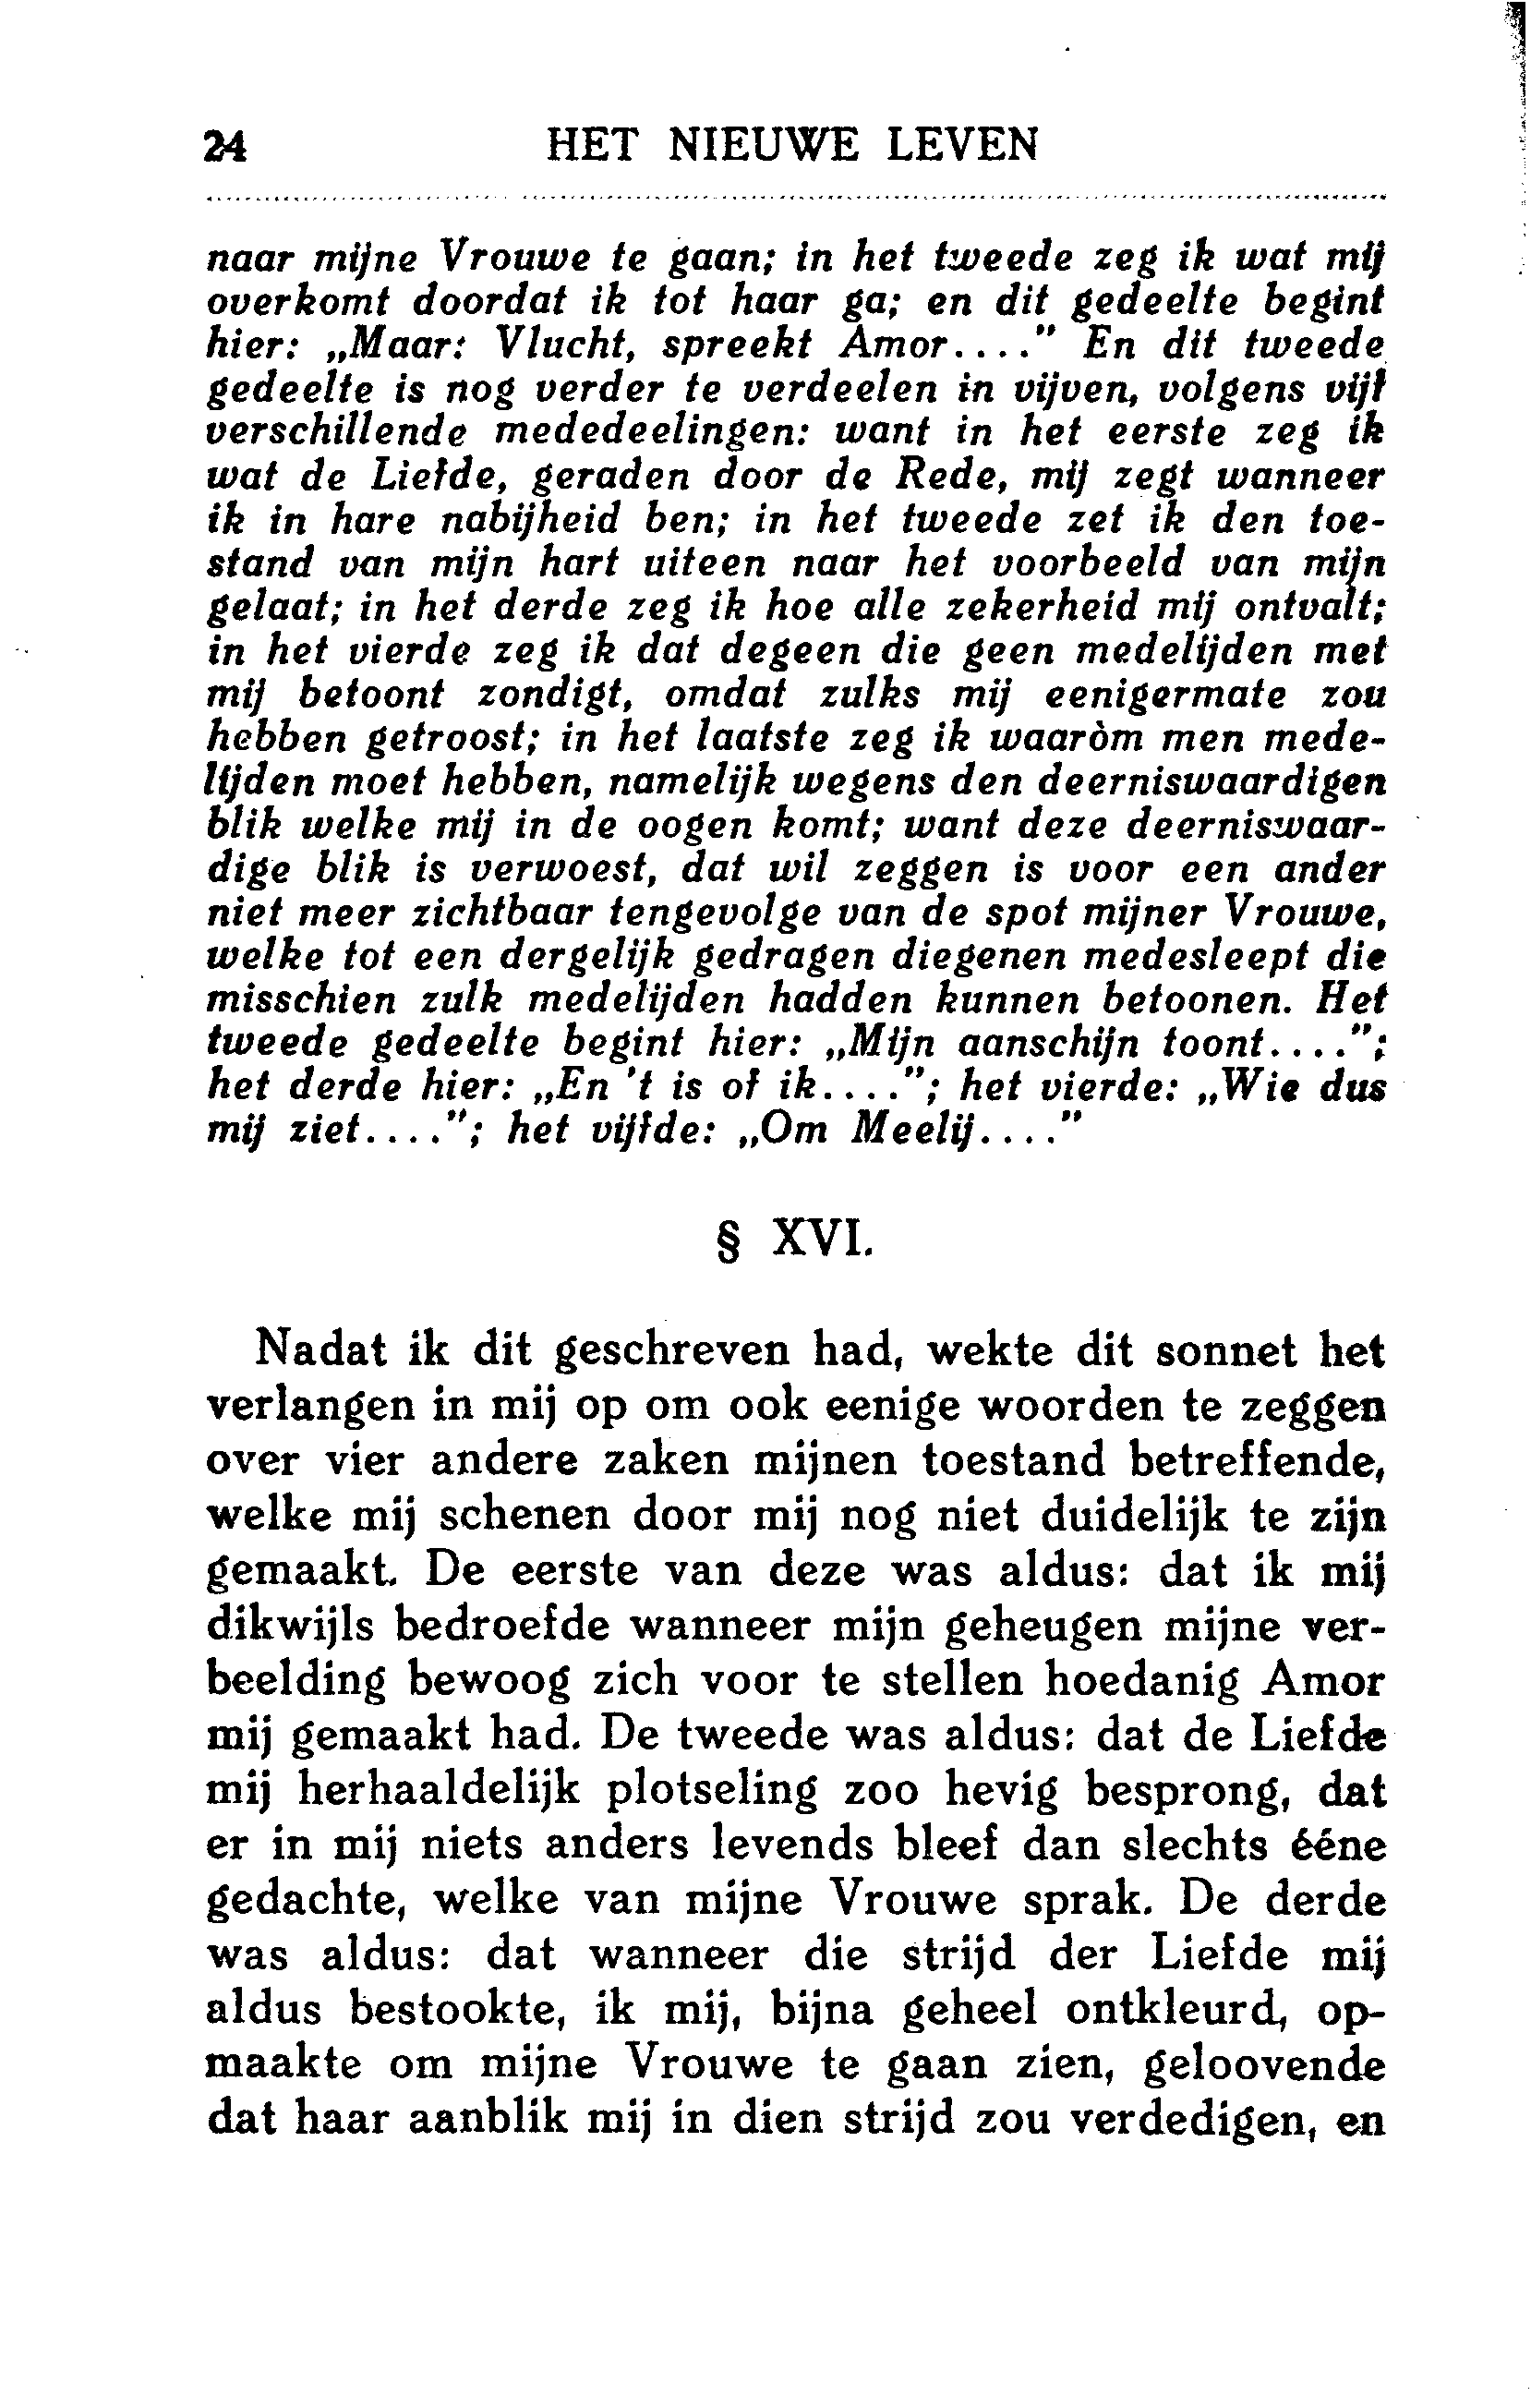 24 HET NIEUWE LEVEN
naar mijne Vrouwe te gaan; in het tweede zeg ik wat mij
overkomt doordat ik tot haar ga; en dit gedeelte begint
hier: „Maar: Vlucht, spreekt Amor....” En dit tweede
gedeelte is nog verder te verdeelen in vijven, volgens vijf
verschillende mededeelingen: want in het eerste zeg ik
wat de Liefde, geraden door de Rede, mij zegt wanneer
ik in hare nabijheid ben; in het tweede zet ik den toe-
stand van mijn hart uiteen naar het voorbeeld van mijn
gelaat; in het derde zeg ik hoe alle zekerheid mij ontvalt;
in het vierde zeg ik dat degeen die geen medelijden met
mij betoont zondigt, omdat zulks mij eenigermate zou
hebben getroost; in het laatste zeg ik waaròm men mede-
lijden moet hebben, namelijk wegens den deerniswaardigen
blik welke mij in de oogen komt; want deze deerniswaar-
dige blik is verwoest, dat wil zeggen is voor een ander
niet meer zichtbaar tengevolge van de spot mijner Vrouwe,
welke tot een dergelijk gedragen diegenen medesleept die
misschien zulk medelijden hadden kunnen betoonen. Het
tweede gedeelte begint hier: „Mijn aanschijn toont....”;
het derde hier: „En 't is of ik....”; het vierde: „Wie dus
mij ziet....”; het vijfde: „Om Meelij....”
§ XVI.
Nadat ik dit geschreven had, wekte dit sonnet het
verlangen in mij op om ook eenige woorden te zeggen
over vier andere zaken mijnen toestand betreffende,
welke mij schenen door mij nog niet duidelijk te zijn
gemaakt. De eerste van deze was aldus: dat ik mij
dikwijls bedroefde wanneer mijn geheugen mijne ver-
beelding bewoog zich voor te stellen hoedanig Amor
mij gemaakt had. De tweede was aldus: dat de Liefde
mij herhaaldelijk plotseling zoo hevig besprong, dat
er in mij niets anders levends bleef dan slechts ééne
gedachte, welke van mijne Vrouwe sprak. De derde
was aldus: dat wanneer die strijd der Liefde mij
aldus bestookte, ik mij, bijna geheel ontkleurd, op-
maakte om mijne Vrouwe te gaan zien, geloovende
dat haar aanblik mij in dien strijd zou verdedigen, en